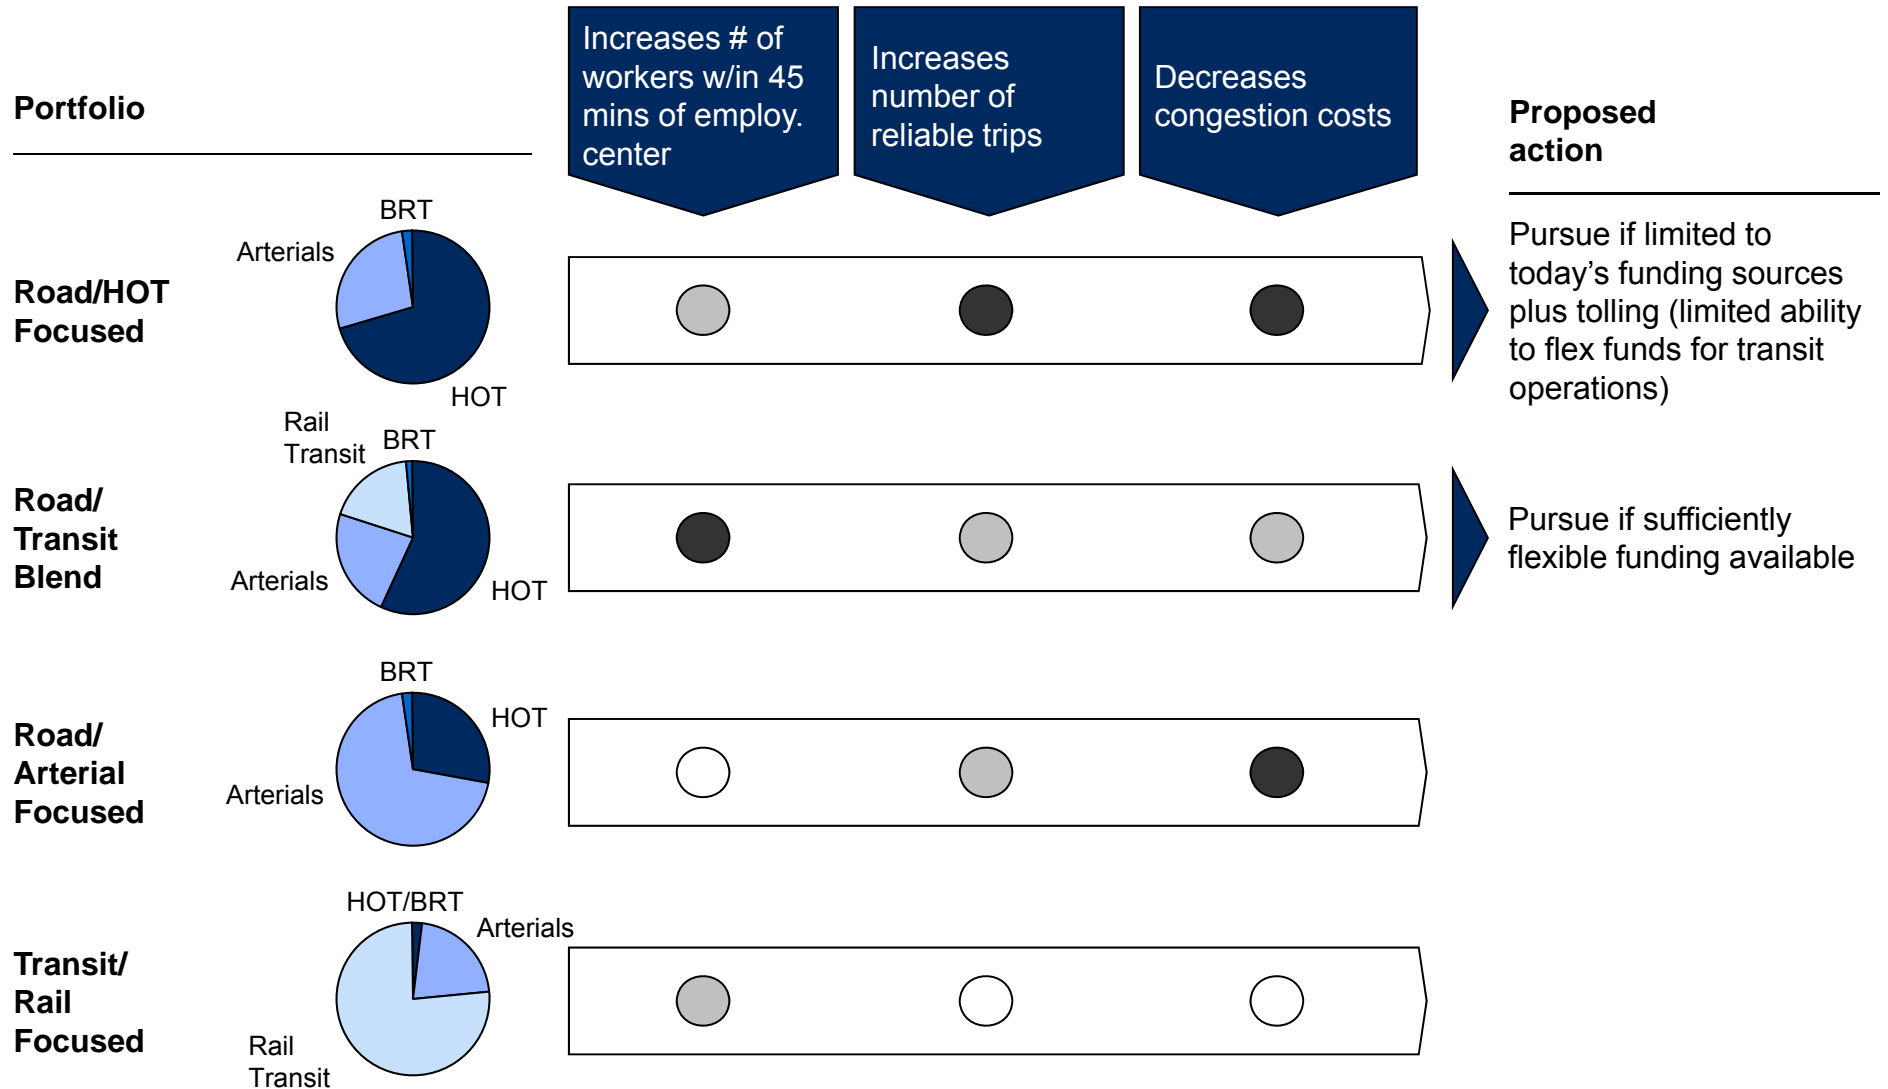 Portfolio
Increases # of
workers w/in 45
mins of employ.
center
Increases
number of
reliable trips
Decreases
congestion costs
Proposed
action
Road/HOT
Focused
BRT
Arterials
HOT
Pursue if limited to
today’s funding sources
plus tolling (limited ability
to flex funds for transit
operations)
Road/
Transit
Blend
Rail
Transit
BRT
Arterials
HOT
Pursue if sufficiently
flexible funding available
Road/
Arterial
Focused
BRT
HOT
Arterials
Transit/
Rail
Focused
HOT/BRT
Arterials
Rail
Transit